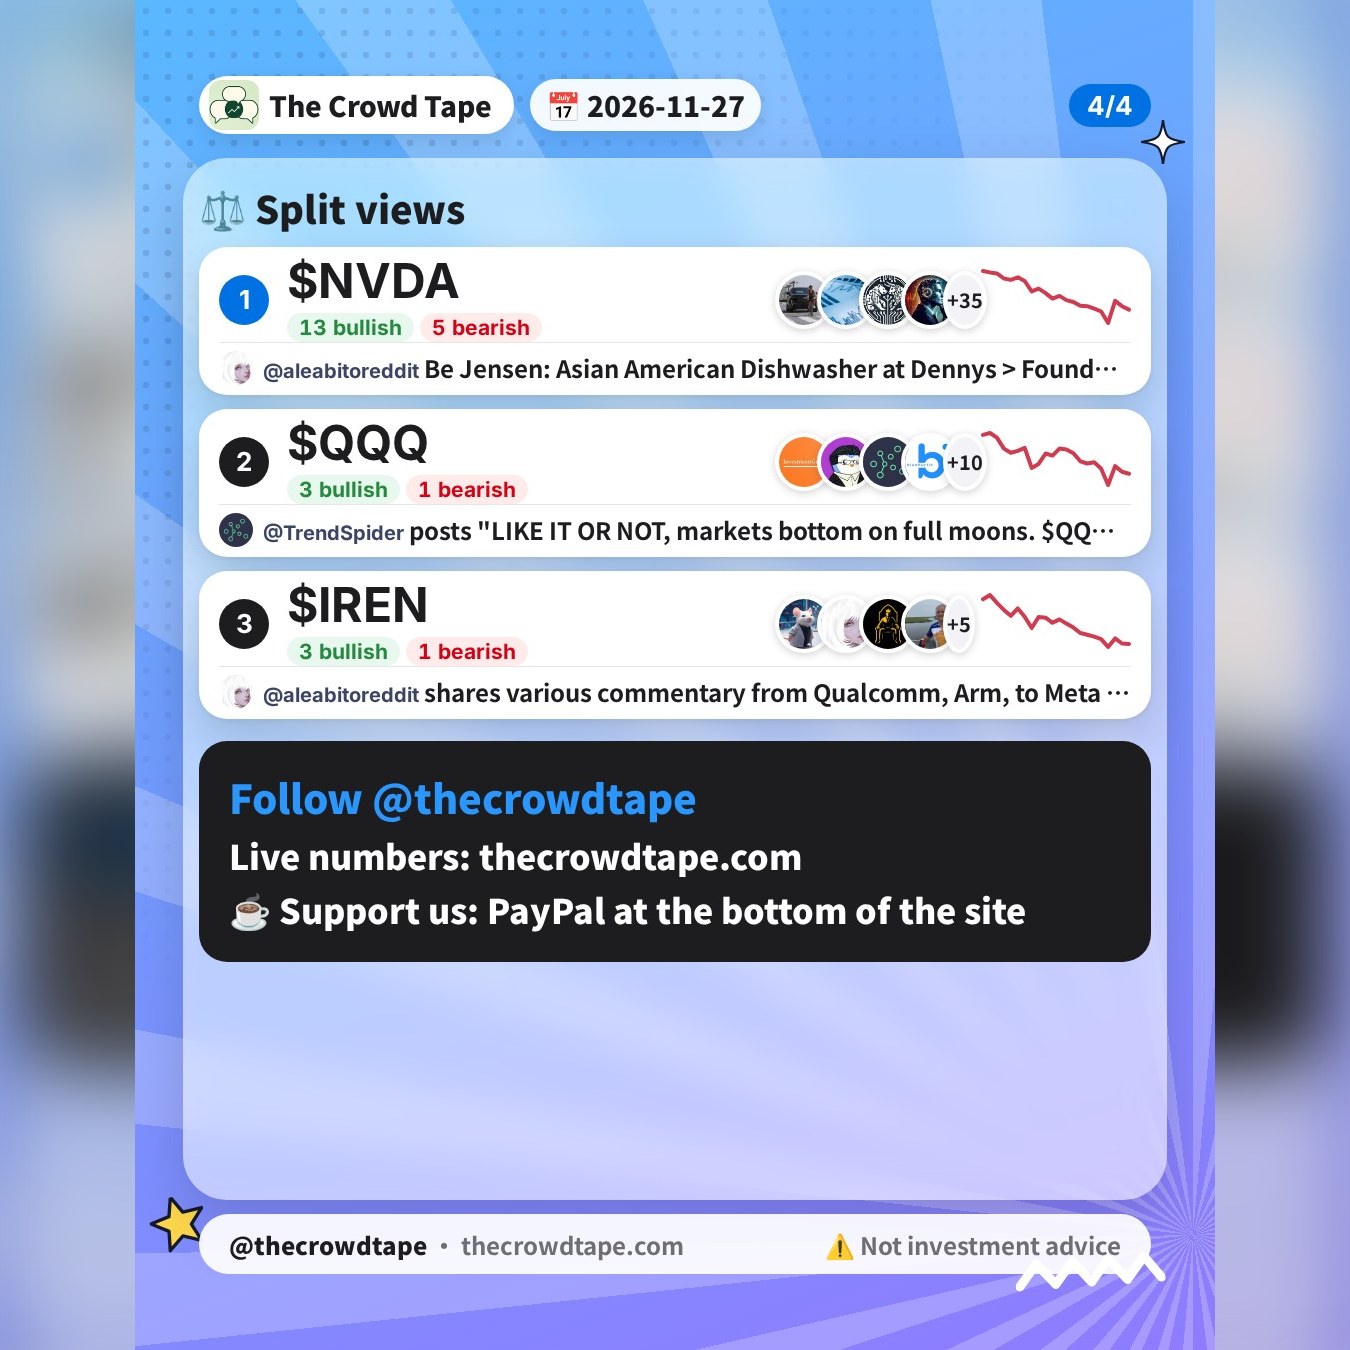 The Crowd Tape
2026-11-27
4/4
Split views
1
$NVDA
13 bullish
5 bearish
+35
@aleabitoreddit Be Jensen: Asian American Dishwasher at Dennys > Found···
2
$QQQ
3 bullish
1 bearish
+10
@TrendSpider posts "LIKE IT OR NOT, markets bottom on full moons. $QQ···
3
$IREN
3 bullish
1 bearish
+5
@aleabitoreddit shares various commentary from Qualcomm, Arm, to Meta ···
Follow @thecrowdtape
Live numbers: thecrowdtape.com
☕ Support us: PayPal at the bottom of the site
@thecrowdtape • thecrowdtape.com
⚠️ Not investment advice